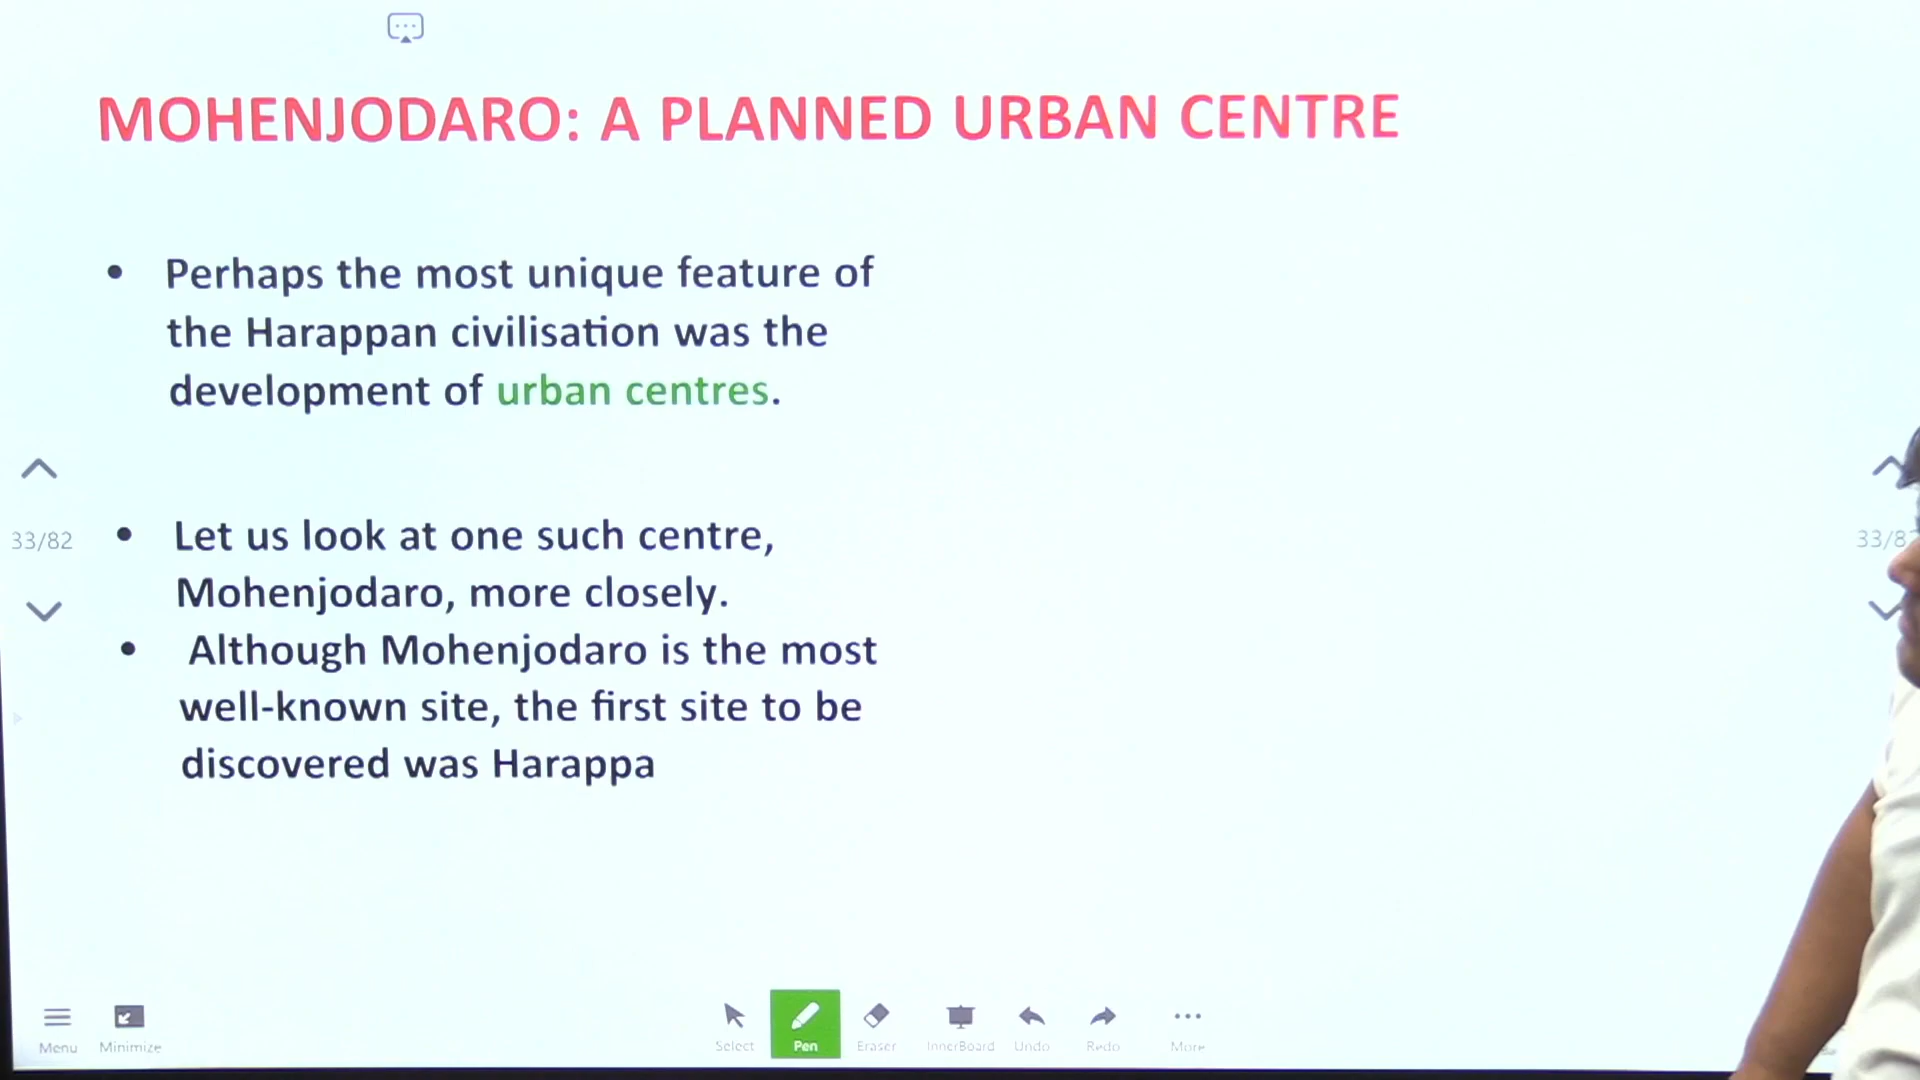 MOHENJODARO: A PLANNED URBAN CENTRE
• Perhaps the most unique feature of
the Harappan civilisation was the
development of urban centres.
• Let us look at one such centre,
Mohenjodaro, more closely.
• Although Mohenjodaro is the most
well-known site, the first site to be
discovered was Harappa
33/82
33/8
Menu
Minimize
Select
Pen
Eraser
InnerBoard
Undo
Redo
More